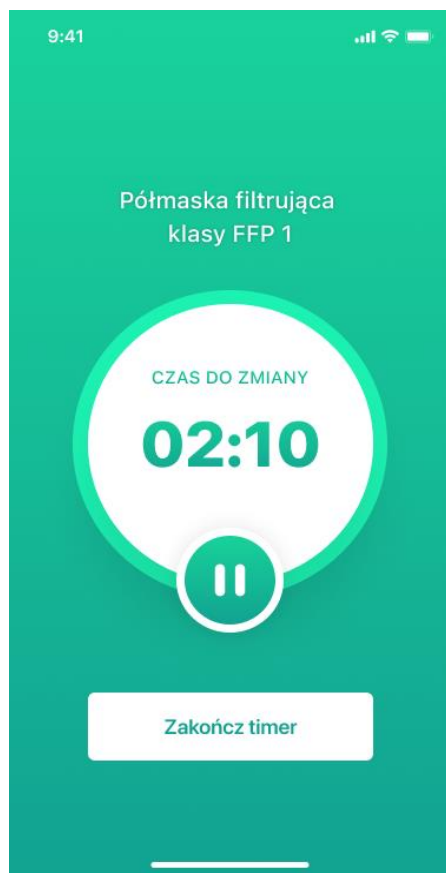 9:41
Półmaska filtrująca
klasy FFP 1
CZAS DO ZMIANY
02:10
Zakończ timer